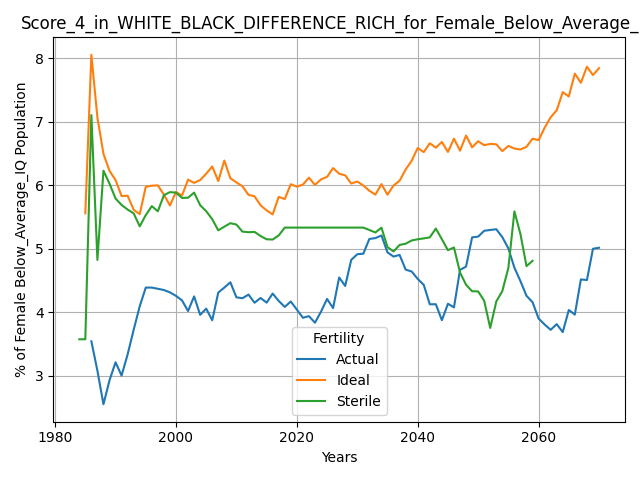 Score_4_in_WHITE_BLACK_DIFFERENCE_RICH_for_Female_Below_Average_
% of Female Below_Average_IQ Population
8
7
6
5
4
3
Fertility
Actual
Ideal
Sterile
1980 2000 2020 2040 2060
Years